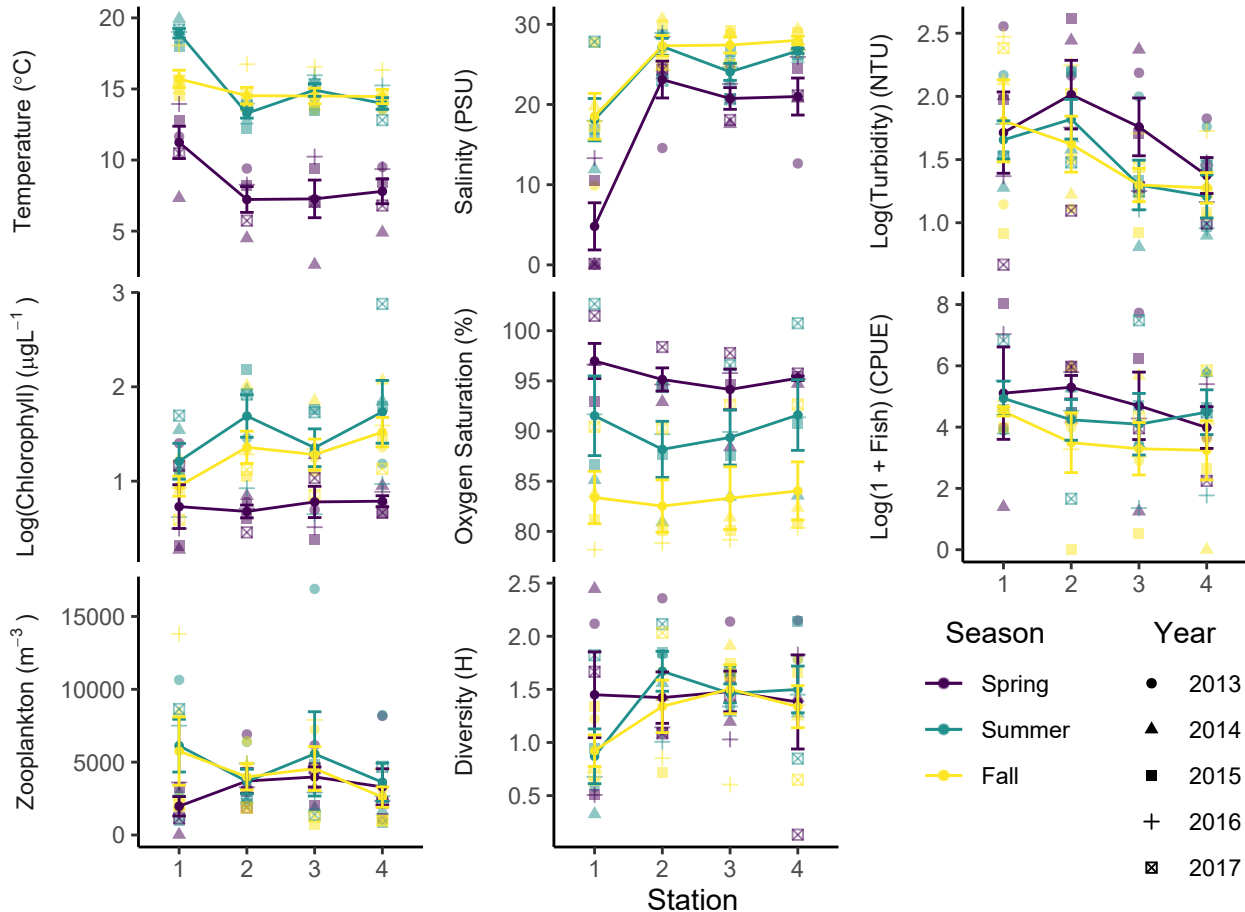 Temperature (°C)
20
15
10
5
Salinity (PSU)
30
20
10
0
Log(Turbidity) (NTU)
2.5
2.0
1.5
1.0
Log(Chlorophyll) (μgL⁻¹ )
3
2
1
Oxygen Saturation (%)
100
95
90
85
80
Log(1 + Fish) (CPUE)
8
6
4
2
0
1 2 3 4
Zooplankton (m⁻³ )
15000
10000
5000
0
1 2 3 4
Diversity (H)
2.5
2.0
1.5
1.0
0.5
1 2 3 4
Station
Season
Spring
Summer
Fall
Year
2013
2014
2015
2016
2017